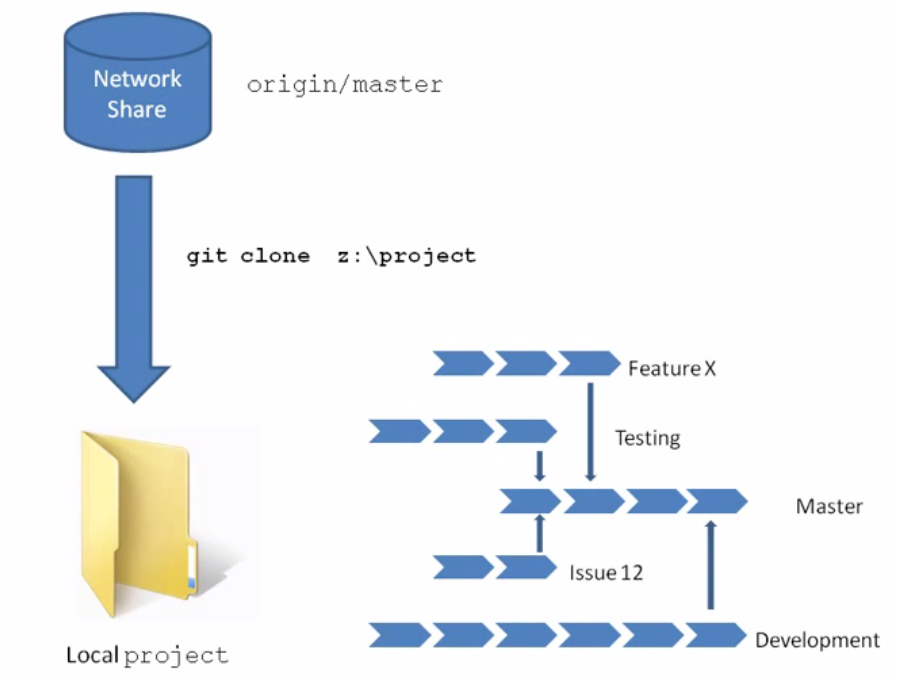 Network
Share
origin/master
git clone  z:\project
Feature X
Testing
Master
Issue 12
Development
Local project